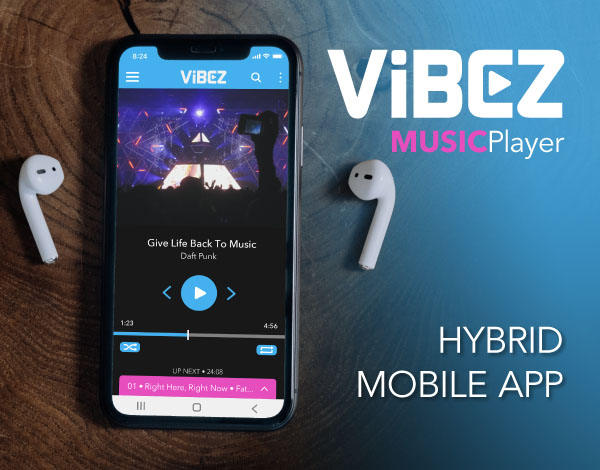 8:24
ViBEZ
ViBEZ
MUSICPlayer
Give Life Back To Music
Daft Punk
1:23
4:56
UP NEXT • 24:08
01 • Right Here, Right Now • Fat...
HYBRID
MOBILE APP